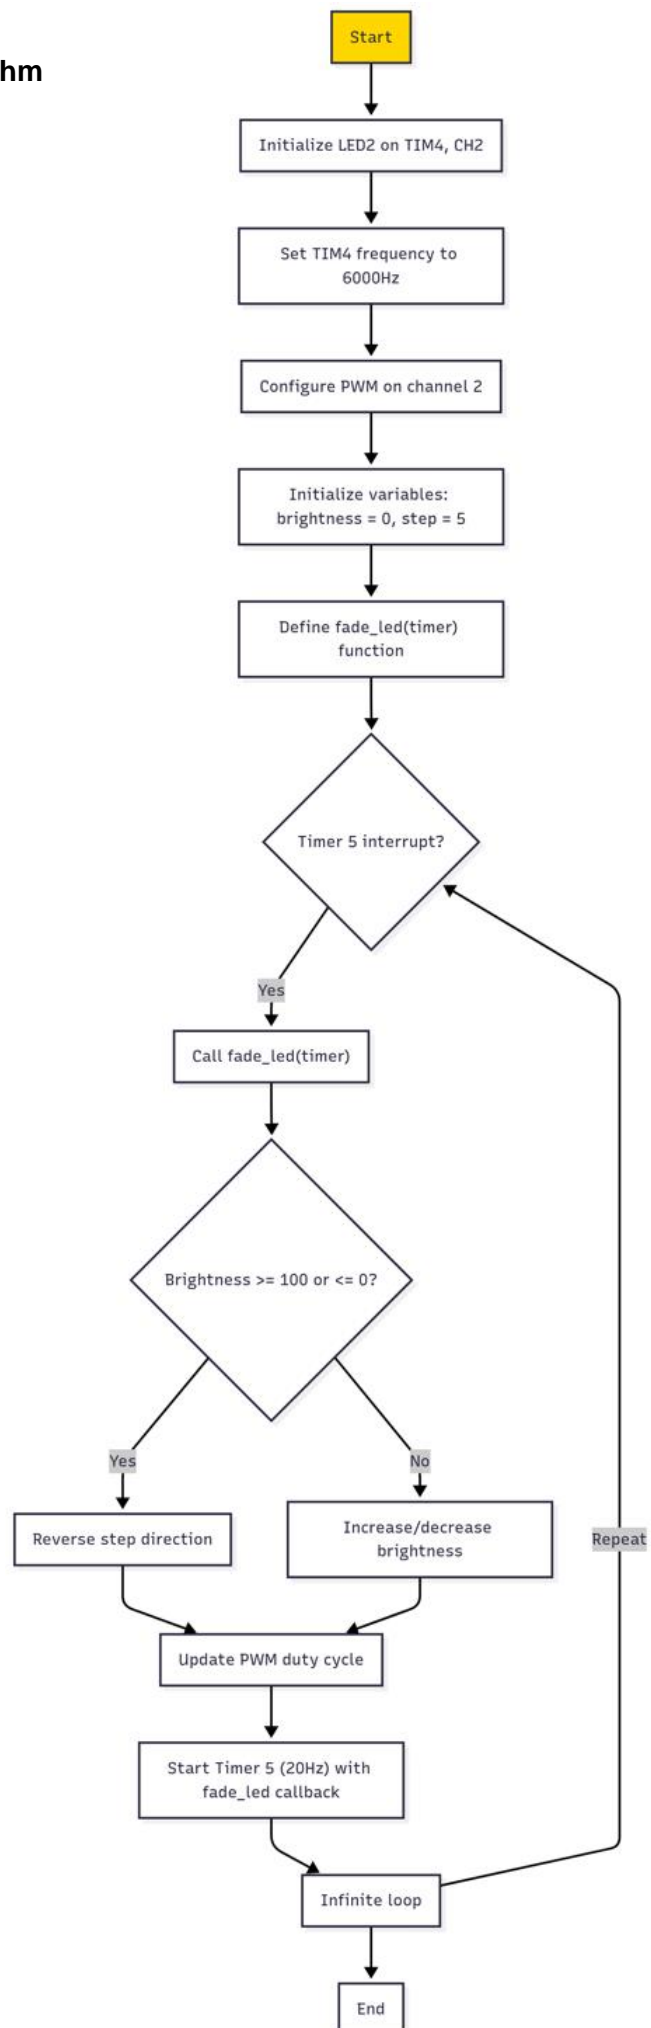 Start
hm
Initialize LED2 on TIM4, CH2
Set TIM4 frequency to
6000Hz
Configure PWM on channel 2
Initialize variables:
brightness = 0, step = 5
Define fade_led(timer)
function
Timer 5 interrupt?
Yes
Call fade_led(timer)
Brightness >= 100 or <= 0?
Yes
No
Reverse step direction
Increase/decrease
brightness
Repeat
Update PWM duty cycle
Start Timer 5 (20Hz) with
fade_led callback
Infinite loop
End